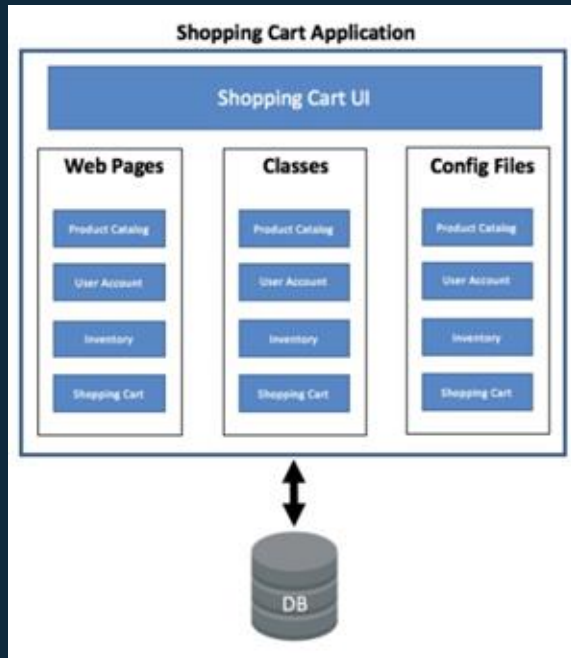 Shopping Cart Application
Shopping Cart UI
Web Pages
Product Catalog
User Account
Inventory
Shopping Cart
Classes
Product Catalog
User Account
Inventory
Shopping Cart
Config Files
Product Catalog
User Account
Inventory
Shopping Cart
DB